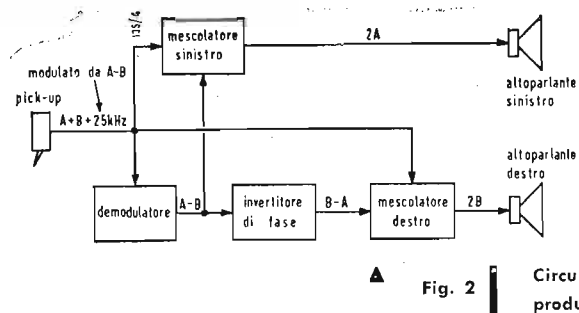 135/4
mescolatore
sinistro
2A
altoparlante
sinistro
modulato da A-B
pick-up
A+B+25kHz
altoparlante
destro
demodulatore
A-B
invertitore
di fase
B-A
mescolatore
destro
2B
Fig. 2
Circu
produ